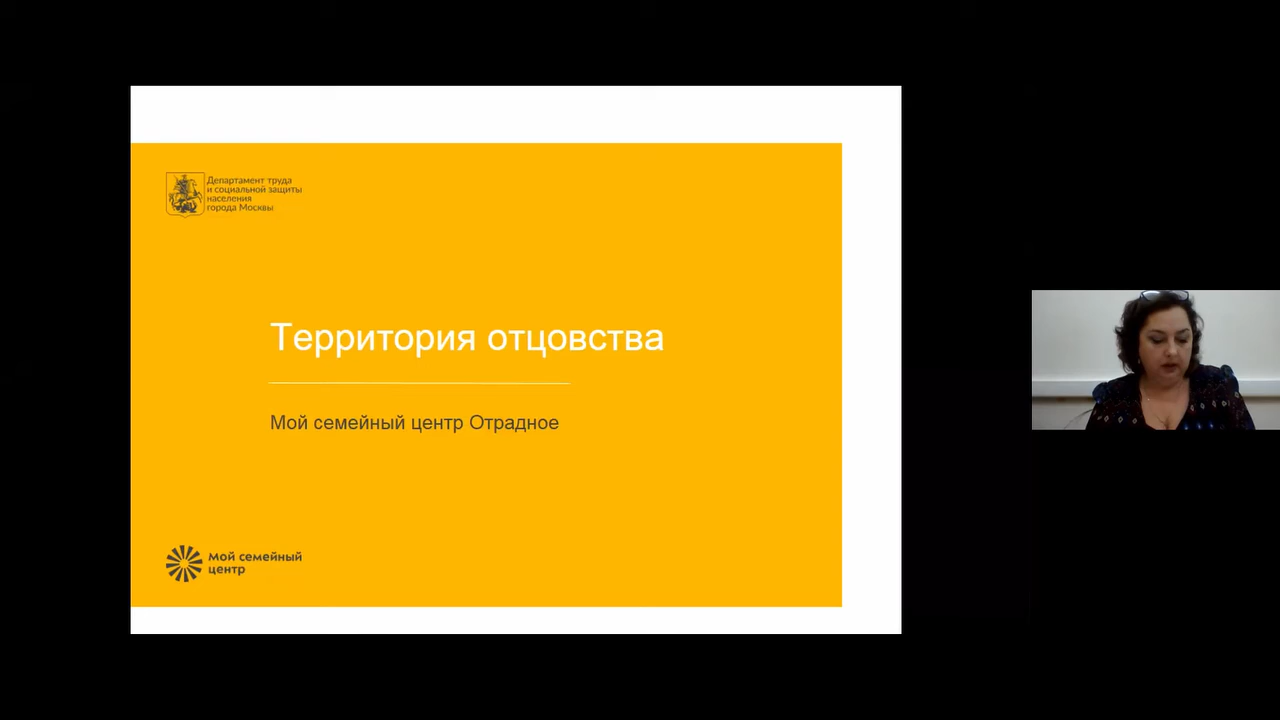 Департамент труда
и социальной защиты
населения
города Москвы
Территория отцовства
Мой семейный центр Отрадное
Мой семейный
центр